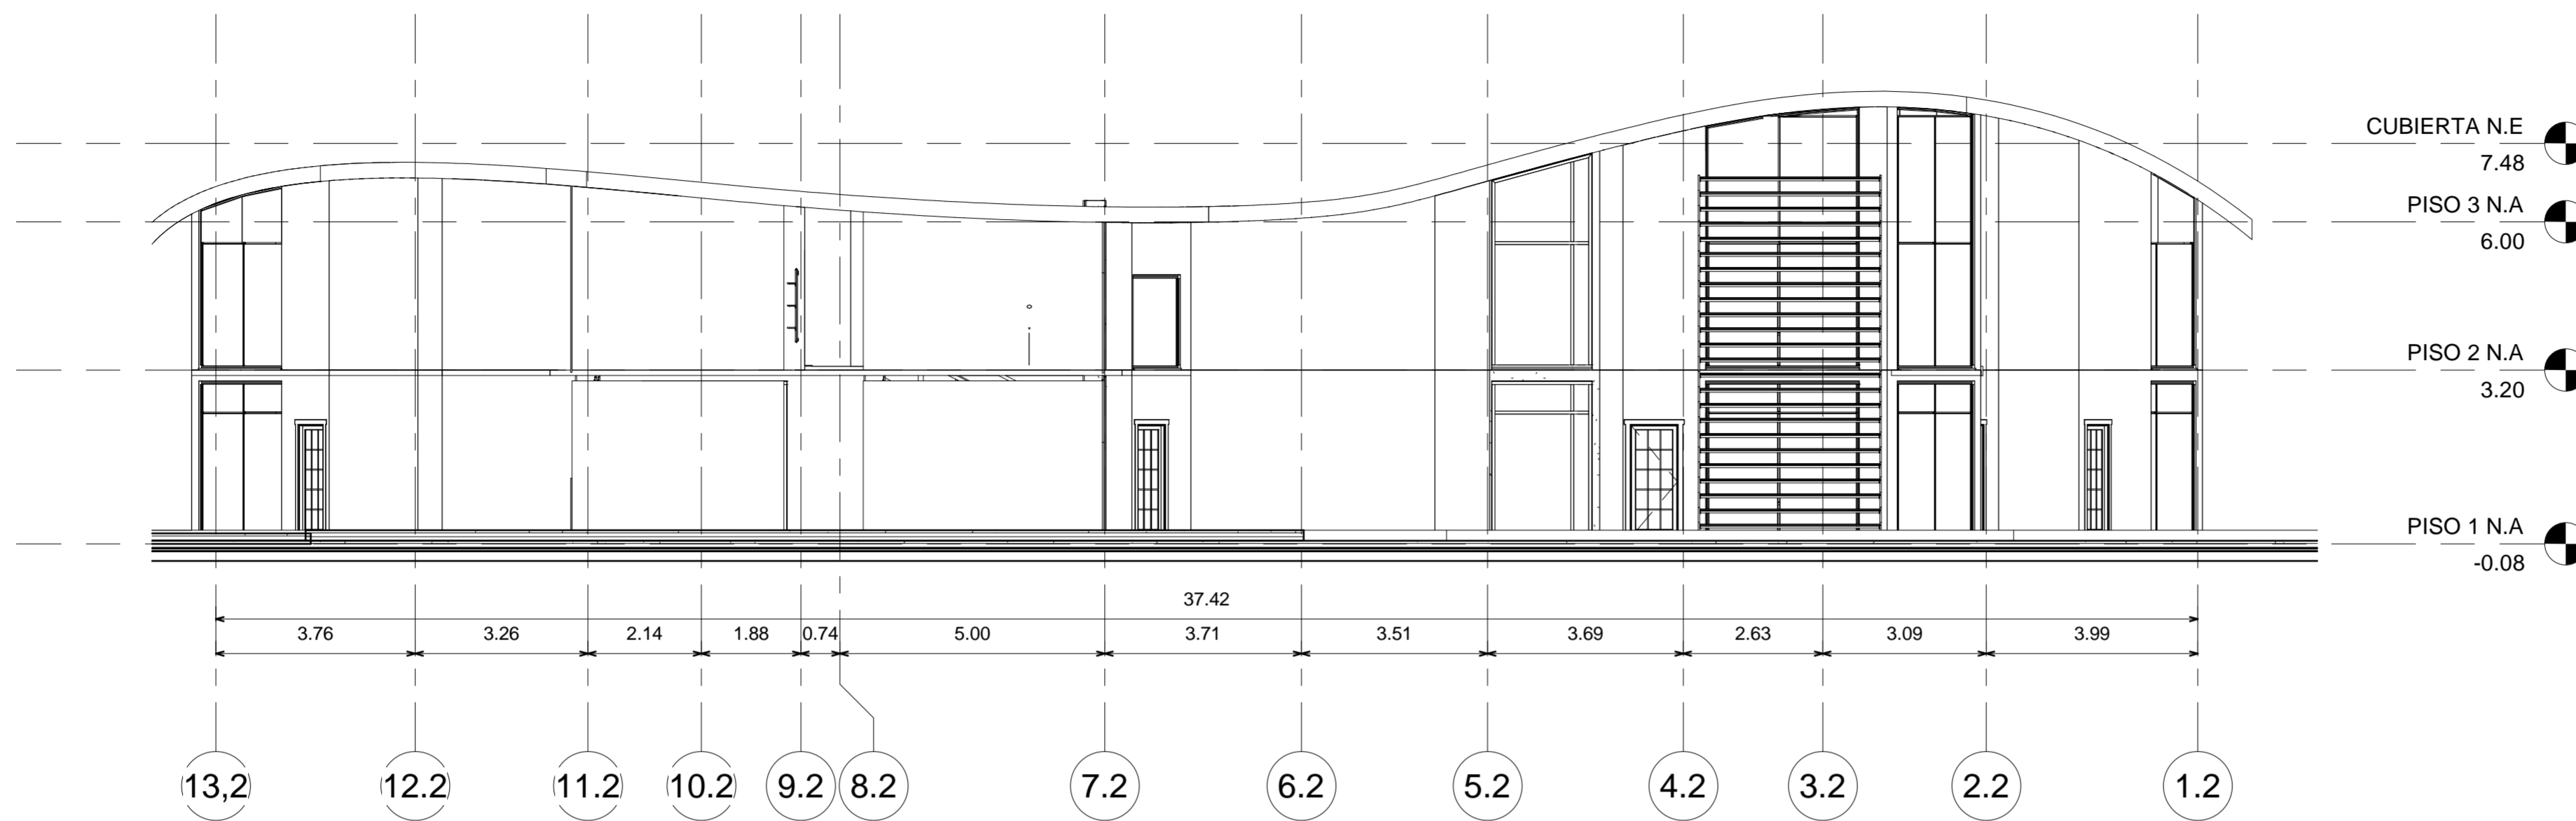 CUBIERTA N.E
7.48
PISO 3 N.A
6.00
PISO 2 N.A
3.20
PISO 1 N.A
-0.08
37.42
3.76 3.26 2.14 1.88 0.74 5.00 3.71 3.51 3.69 2.63 3.09 3.99
13,2 12.2 11.2 10.2 9.2 8.2 7.2 6.2 5.2 4.2 3.2 2.2 1.2